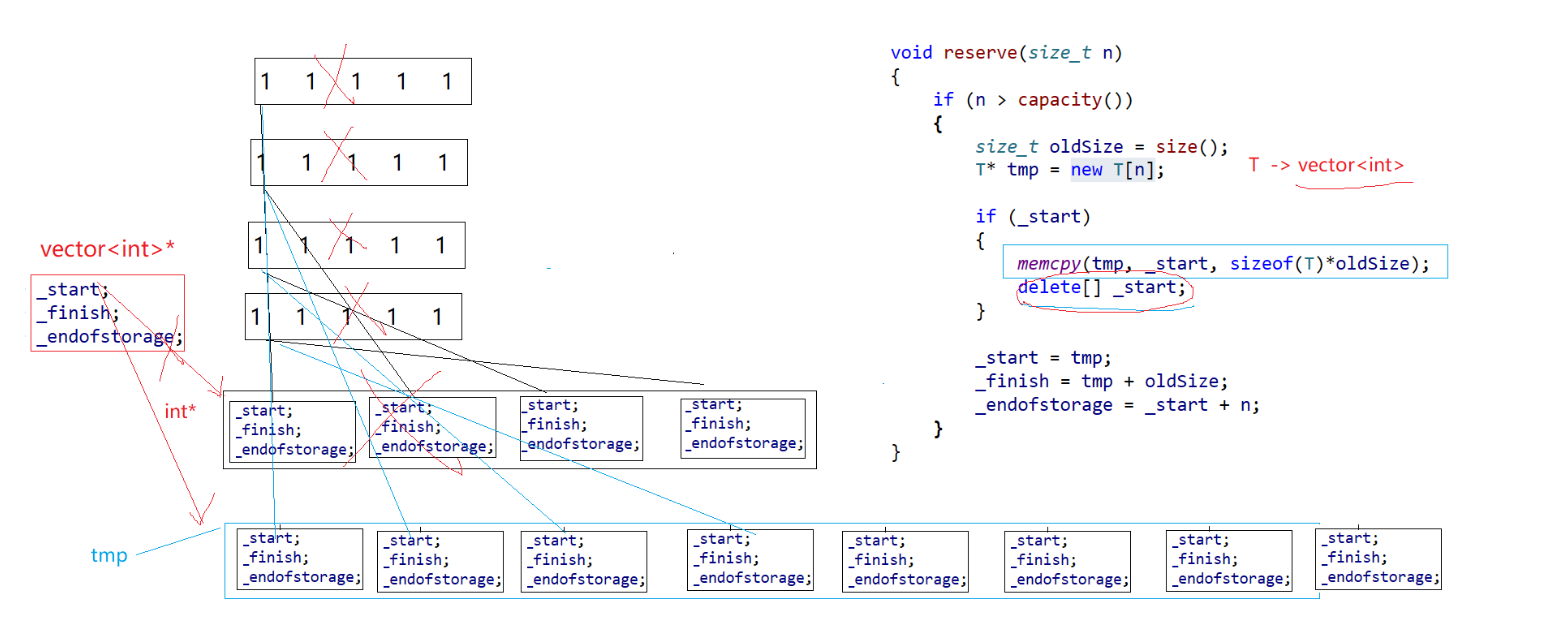 1 1 1 1 1
1 1 1 1 1
1 1 1 1 1
1 1 1 1 1
vector<int>*
_start;
_finish;
_endofstorage;
int*
_start;
_finish;
_endofstorage;
_start;
_finish;
_endofstorage;
_start;
_finish;
_endofstorage;
_start;
_finish;
_endofstorage;
tmp
_start;
_finish;
_endofstorage;
_start;
_finish;
_endofstorage;
_start;
_finish;
_endofstorage;
_start;
_finish;
_endofstorage;
_start;
_finish;
_endofstorage;
_start;
_finish;
_endofstorage;
_start;
_finish;
_endofstorage;
_start;
_finish;
_endofstorage;
void reserve(size_t n)
{
if (n > capacity())
{
size_t oldSize = size();
T* tmp = new T[n];
T -> vector<int>
if (_start)
{
memcpy(tmp, _start, sizeof(T)*oldSize);
delete[] _start;
}
_start = tmp;
_finish = tmp + oldSize;
_endofstorage = _start + n;
}
}